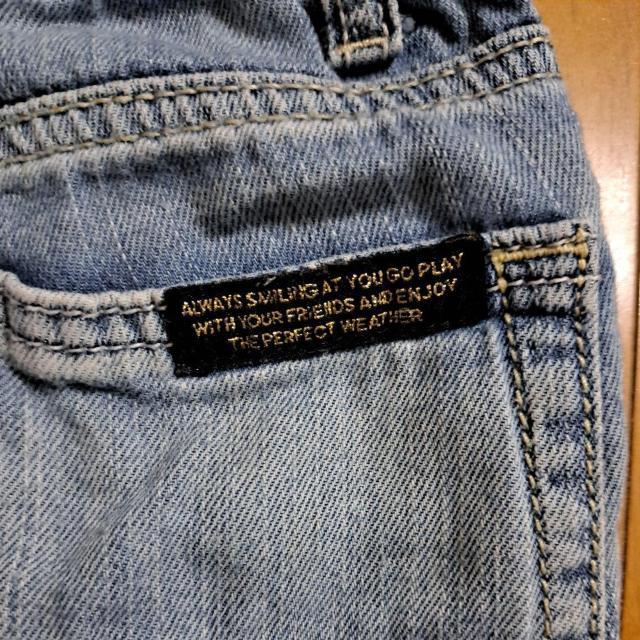 ALWAYS SMILING AT YOU GO PLAY
WITH YOUR FRIENDS AND ENJOY
THE PERFECT WEATHER